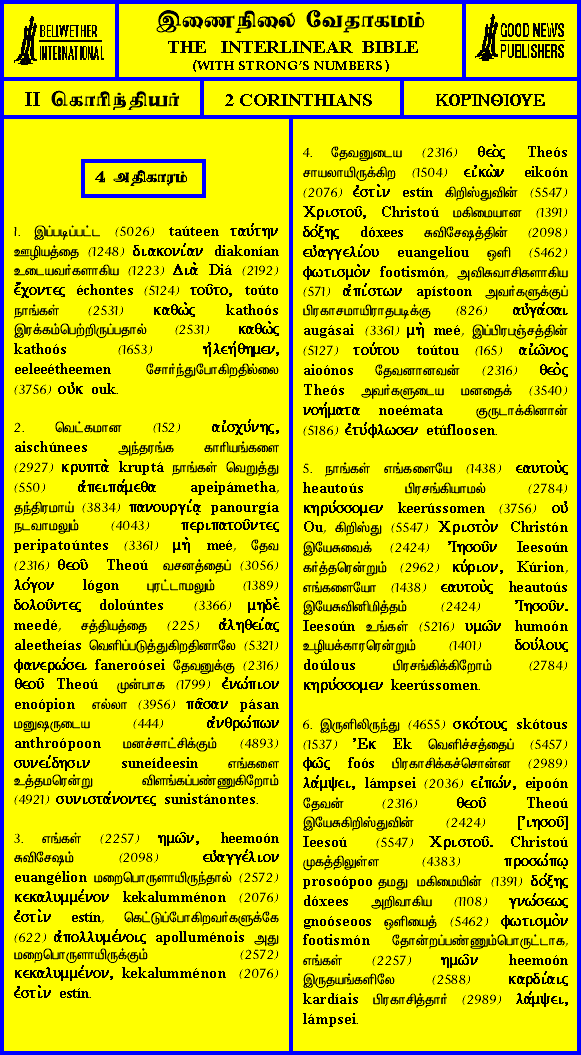 BELLWETHER
INTERNATIONAL
இணைநிலை வேதாகமம்
THE INTERLINEAR BIBLE
(WITH STRONG'S NUMBERS)
GOOD NEWS
PUBLISHERS
II கொரிந்தியர்
2 CORINTHIANS
ΚΟΡΙΝΘΙΟΥΕ
4 அதிகாரம்
1. இப்படிப்பட்ட (5026) taúteen ταύτην
ஊழியத்தை (1248) διακονίαν diakonían
உடையவர்களாகிய (1223) Διὰ Diá (2192)
ἔχοντες échontes (5124) τοῦτο, toúto
நாங்கள் (2531) καθὼς kathoós
இரக்கம்பெற்றிருப்பதால் (2531) καθὼς
kathoós (1653) ἠλεήθημεν,
eeleeétheemen சோர்ந்துபோகிறதில்லை
(3756) οὐκ ouk.
2. வெட்கமான (152) αἰσχύνης,
aischúnees அந்தரங்க காரியங்களை
(2927) κρυπτὰ kruptá நாங்கள் வெறுத்து
(550) ἀπειπάμεθα apeipámetha,
தந்திரமாய் (3834) πανουργίᾳ panourgía
நடவாமலும் (4043) περιπατοῦντες
peripatoúntes (3361) μὴ meé, தேவ
(2316) θεοῦ Theoú வசனத்தைப் (3056)
λόγον lógon புரட்டாமலும் (1389)
δολοῦντες doloúntes (3366) μηδὲ
meedé, சத்தியத்தை (225) ἀληθείας
aleetheías வெளிப்படுத்துகிறதினாலே (5321)
φανερώσει faneroósei தேவனுக்கு (2316)
θεοῦ Theoú முன்பாக (1799) ἐνώπιον
enoópion எல்லா (3956) πᾶσαν pásan
மனுஷருடைய (444) ἀνθρώπων
anthroópoon மனச்சாட்சிக்கும் (4893)
συνείδησιν suneídeesin எங்களை
உத்தமரென்று விளங்கப்பண்ணுகிறோம்
(4921) συνιστάνοντες sunistánontes.
3. எங்கள் (2257) ημῶν, heemoón
சுவிசேஷம் (2098) εὐαγγέλιον
euangélion மறைபொருளாயிருந்தால் (2572)
κεκαλυμμένον kekalumménon (2076)
ἐστὶν estín, கெட்டுப்போகிறவர்களுக்கே
(622) ἀπολλυμένοις apolluménois அது
மறைபொருளாயிருக்கும் (2572)
κεκαλυμμένον, kekalumménon (2076)
ἐστὶν estín.
4. தேவனுடைய (2316) θεὸς Theós
சாயலாயிருக்கிற (1504) εἰκὼν eikoón
(2076) ἐστὶν estín கிறிஸ்துவின் (5547)
Χριστοῦ, Christoú மகிமையான (1391)
δόξης dóxees சுவிசேஷத்தின் (2098)
εὐαγγελίου euangelíou ஒளி (5462)
φωτισμὸν footismón, அவிசுவாசிகளாகிய
(571) ἀπίστων apístoon அவர்களுக்குப்
பிரகாசமாயிராதபடிக்கு (826) αὐγάσαι
augásai (3361) μὴ meé, இப்பிரபஞ்சத்தின்
(5127) τούτου toútou (165) αἰῶνος
aioónos தேவனானவன் (2316) θεὸς
Theós அவர்களுடைய மனதைக் (3540)
νοήματα noeémata குருடாக்கினான்
(5186) ἐτύφλωσεν etúfloosen.
5. நாங்கள் எங்களையே (1438) εαυτοὺς
heautoús பிரசங்கியாமல் (2784)
κηρύσσομεν keerússomen (3756) οὐ
Ou, கிறிஸ்து (5547) Χριστὸν Christón
இயேசுவைக் (2424) Ἰησοῦν Ieesoún
கர்த்தரென்றும் (2962) κύριον, Kúrion,
எங்களையோ (1438) εαυτοὺς heautoús
இயேசுவினிமித்தம் (2424) Ἰησοῦν.
Ieesoún உங்கள் (5216) υμῶν humoón
ஊழியக்காரரென்றும் (1401) δούλους
doúlous பிரசங்கிக்கிறோம் (2784)
κηρύσσομεν keerússomen.
6. இருளிலிருந்து (4655) σκότους skótous
(1537) Ἐκ Ek வெளிச்சத்தைப் (5457)
φῶς foós பிரகாசிக்கச்சொன்ன (2989)
λάμψει, lámpsei (2036) εἰπών, eipoón
தேவன் (2316) θεοῦ Theoú
இயேசுகிறிஸ்துவின் (2424) [Ἰησοῦ]
Ieesoú (5547) Χριστοῦ. Christoú
முகத்திலுள்ள (4383) προσώπῳ
prosoópoo தமது மகிமையின் (1391) δόξης
dóxees அறிவாகிய (1108) γνώσεως
gnoóseoos ஒளியைத் (5462) φωτισμὸν
footismón தோன்றப்பண்ணும்பொருட்டாக,
எங்கள் (2257) ημῶν heemoón
இருதயங்களிலே (2588) καρδίαις
kardíais பிரகாசித்தார் (2989) λάμψει,
lámpsei.